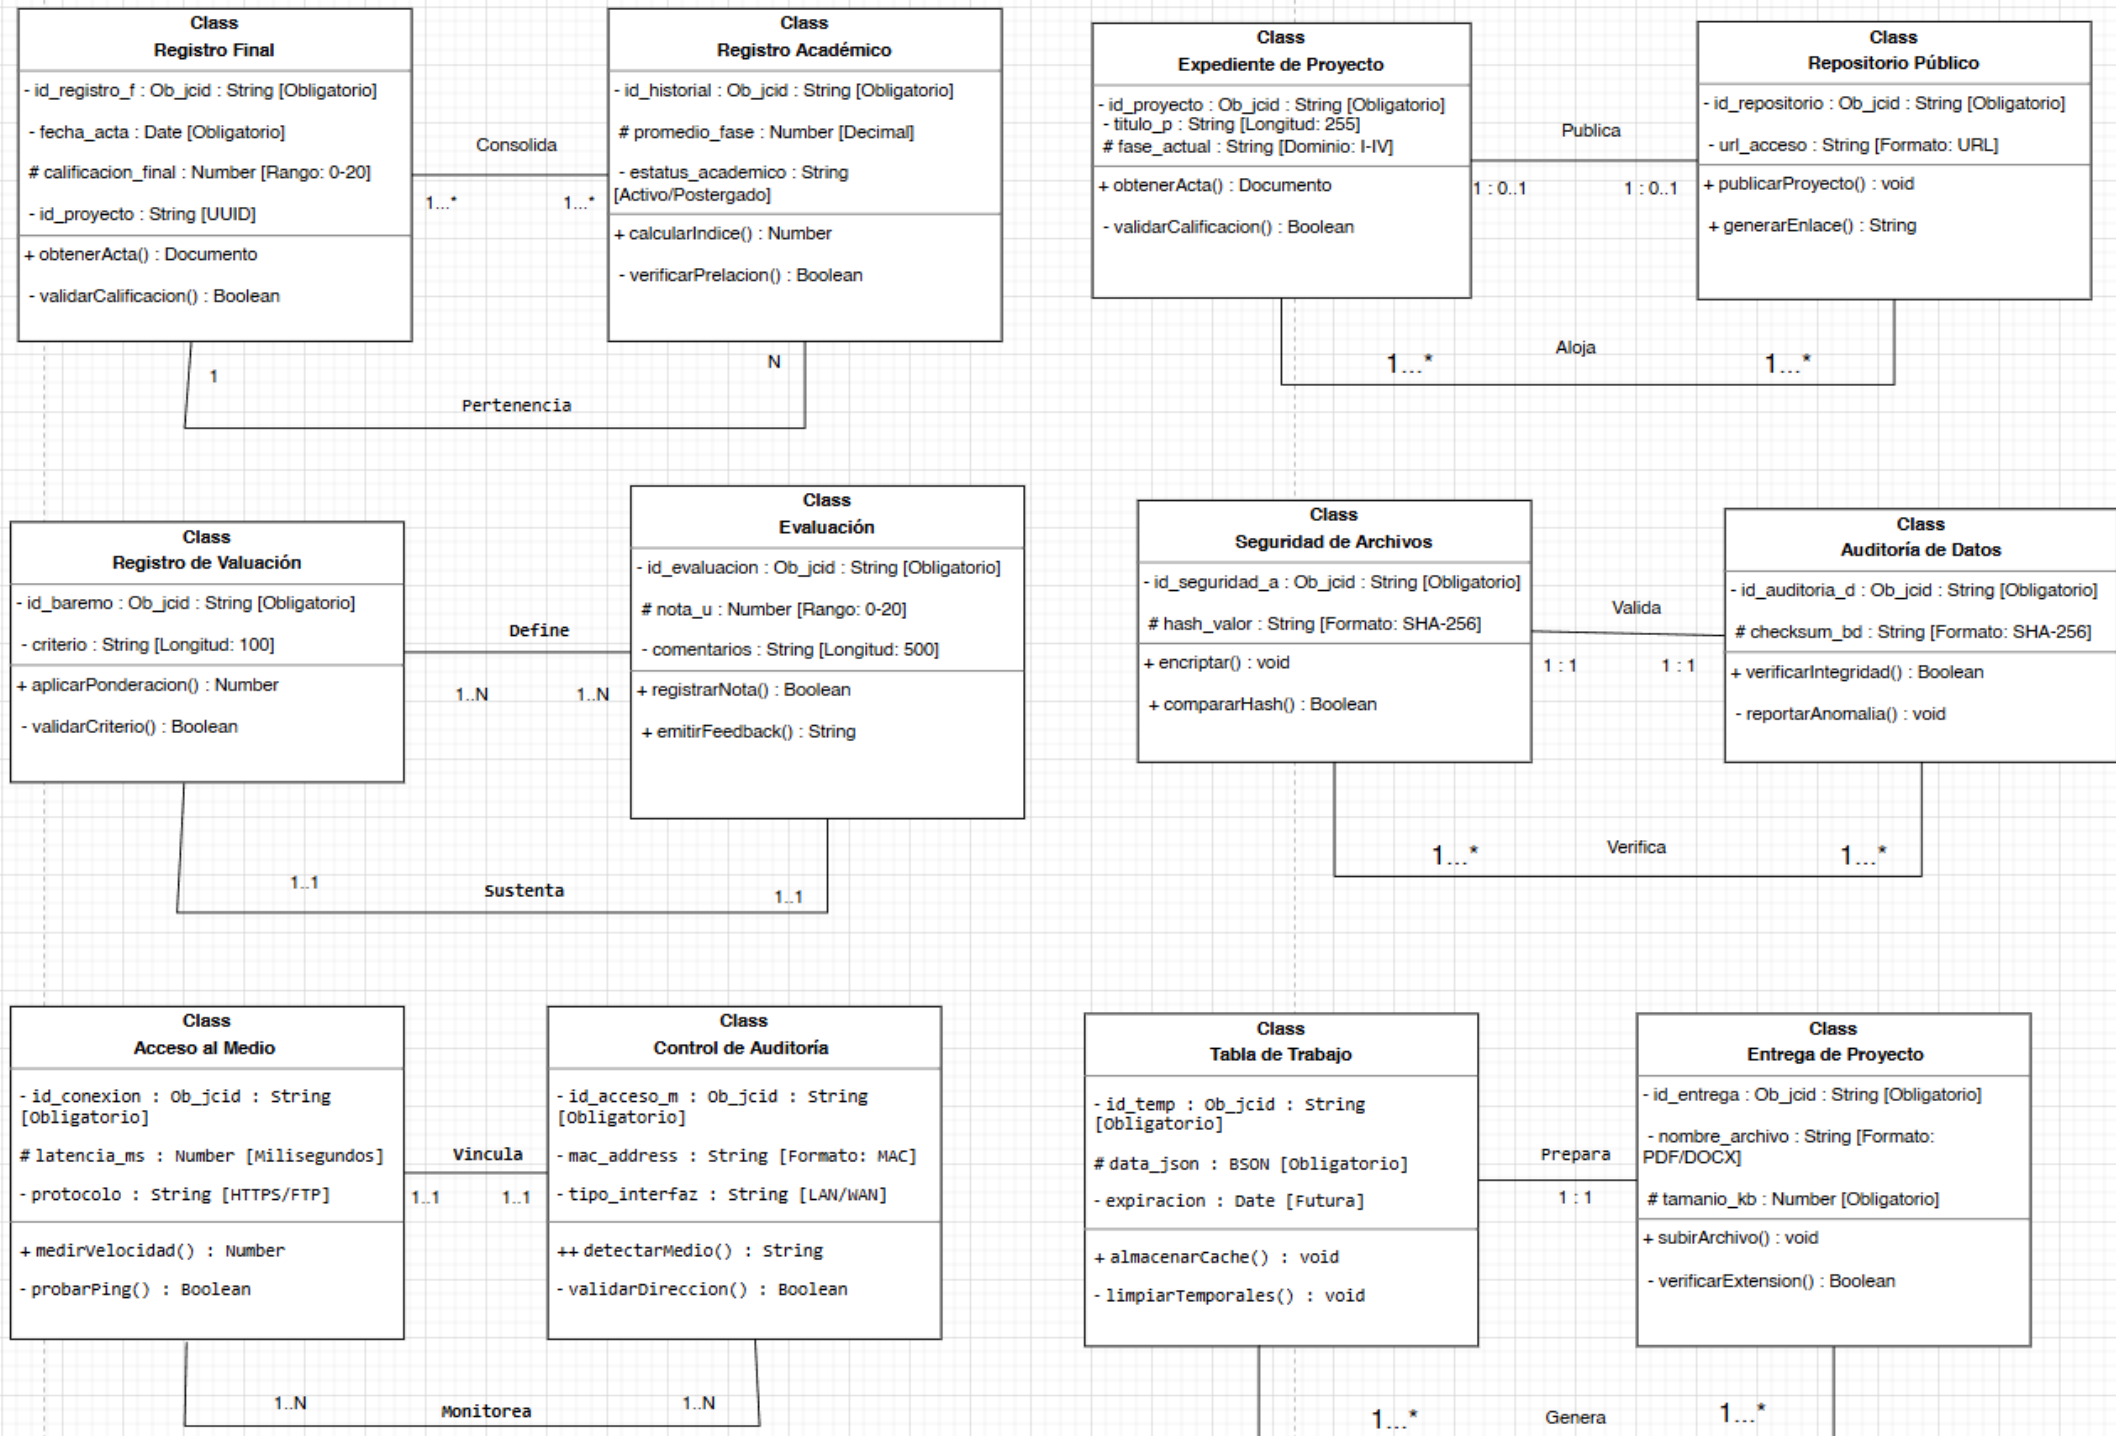 Class
Registro Final
- id_registro_f : Ob_jcid : String [Obligatorio]
- fecha_acta : Date [Obligatorio]
# calificacion_final : Number [Rango: 0-20]
- id_proyecto : String [UUID]
+ obtenerActa() : Documento
- validarCalificacion() : Boolean
Consolida
1...*
1...*
Class
Registro Académico
- id_historial : Ob_jcid : String [Obligatorio]
# promedio_fase : Number [Decimal]
- estatus_academico : String
[Activo/Postergado]
+ calcularIndice() : Number
- verificarPrelacion() : Boolean
1
Pertenencia
N
Class
Expediente de Proyecto
- id_proyecto : Ob_jcid : String [Obligatorio]
- titulo_p : String [Longitud: 255]
# fase_actual : String [Dominio: I-IV]
+ obtenerActa() : Documento
- validarCalificacion() : Boolean
Publica
1 : 0..1
1 : 0..1
Class
Repositorio Público
- id_repositorio : Ob_jcid : String [Obligatorio]
- url_acceso : String [Formato: URL]
+ publicarProyecto() : void
+ generarEnlace() : String
1...*
Aloja
1...*
Class
Registro de Valuación
- id_baremo : Ob_jcid : String [Obligatorio]
- criterio : String [Longitud: 100]
+ aplicarPonderacion() : Number
- validarCriterio() : Boolean
Define
1..N
1..N
Class
Evaluación
- id_evaluacion : Ob_jcid : String [Obligatorio]
# nota_u : Number [Rango: 0-20]
- comentarios : String [Longitud: 500]
+ registrarNota() : Boolean
+ emitirFeedback() : String
1..1
Sustenta
1..1
Class
Seguridad de Archivos
- id_seguridad_a : Ob_jcid : String [Obligatorio]
# hash_valor : String [Formato: SHA-256]
+ encriptar() : void
+ compararHash() : Boolean
Valida
1 : 1
1 : 1
Class
Auditoría de Datos
- id_auditoria_d : Ob_jcid : String [Obligatorio]
# checksum_bd : String [Formato: SHA-256]
+ verificarIntegridad() : Boolean
- reportarAnomalia() : void
1...*
Verifica
1...*
Class
Acceso al Medio
- id_conexion : Ob_jcid : String
[Obligatorio]
# latencia_ms : Number [Milisegundos]
- protocolo : String [HTTPS/FTP]
+ medirVelocidad() : Number
- probarPing() : Boolean
Vincula
1..1
1..1
Class
Control de Auditoría
- id_acceso_m : Ob_jcid : String
[Obligatorio]
- mac_address : String [Formato: MAC]
- tipo_interfaz : String [LAN/WAN]
++ detectarMedio() : String
- validarDireccion() : Boolean
1..N
Monitorea
1..N
Class
Tabla de Trabajo
- id_temp : Ob_jcid : String
[Obligatorio]
# data_json : BSON [Obligatorio]
- expiracion : Date [Futura]
+ almacenarCache() : void
- limpiarTemporales() : void
Prepara
1 : 1
Class
Entrega de Proyecto
- id_entrega : Ob_jcid : String [Obligatorio]
- nombre_archivo : String [Formato:
PDF/DOCX]
# tamanio_kb : Number [Obligatorio]
+ subirArchivo() : void
- verificarExtension() : Boolean
1...*
Genera
1...*